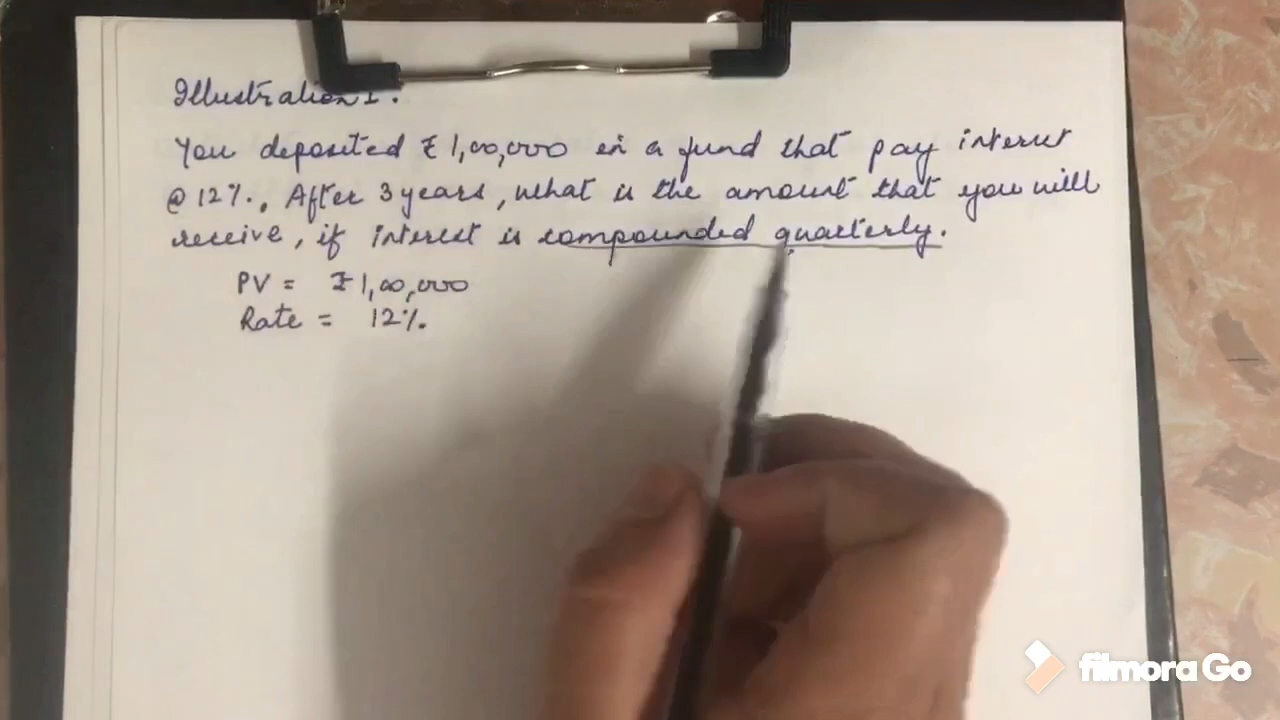 Illustration 1.
You deposited ₹ 1,00,000 in a fund that pay interest
@ 12%. After 3 years, what is the amount that you will
receive, if interest is compounded quarterly.
PV = ₹ 1,00,000
Rate = 12%
filmora Go